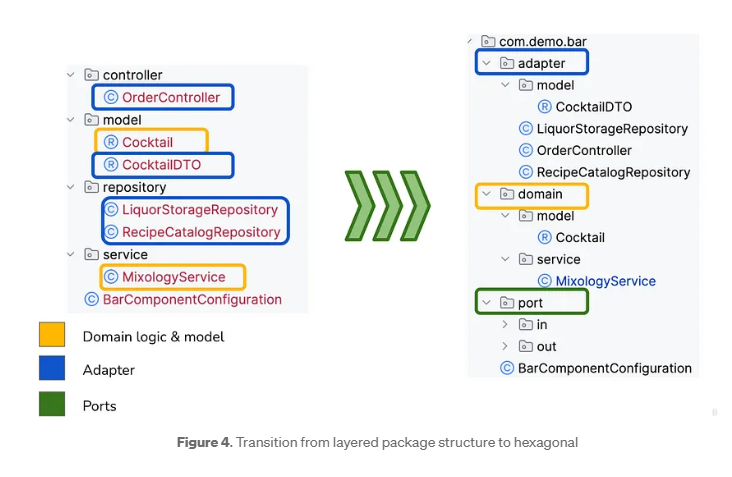 controller
OrderController
model
Cocktail
CocktailDTO
repository
LiquorStorageRepository
RecipeCatalogRepository
service
MixologyService
BarComponentConfiguration
Domain logic & model
Adapter
Ports
com.demo.bar
adapter
model
CocktailDTO
LiquorStorageRepository
OrderController
RecipeCatalogRepository
domain
model
Cocktail
service
MixologyService
port
in
out
BarComponentConfiguration
Figure 4. Transition from layered package structure to hexagonal